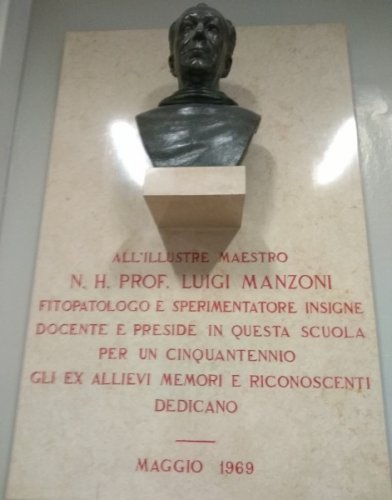 ALL'ILLUSTRE MAESTRO
N. H. PROF. LUIGI MANZONI
FITOPATOLOGO E SPERIMENTATORE INSIGNE
DOCENTE E PRESIDE IN QUESTA SCUOLA
PER UN CINQUANTENNIO
GLI EX ALLIEVI MEMORI E RICONOSCENTI
DEDICANO
MAGGIO 1969